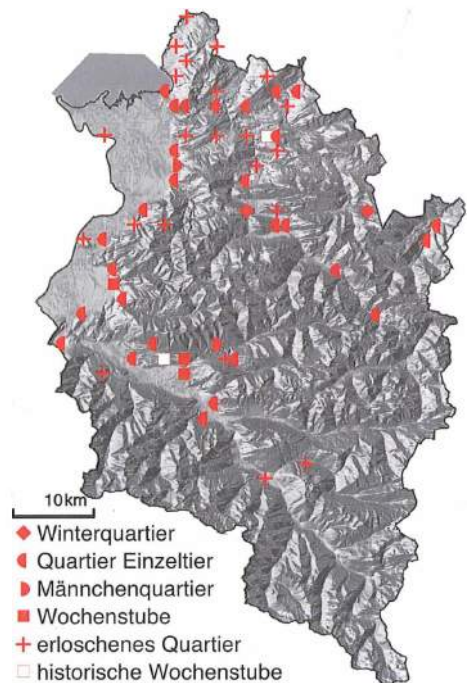 10km
Winterquartier
Quartier Einzeltier
Männchenquartier
Wochenstube
erloschenes Quartier
historische Wochenstube